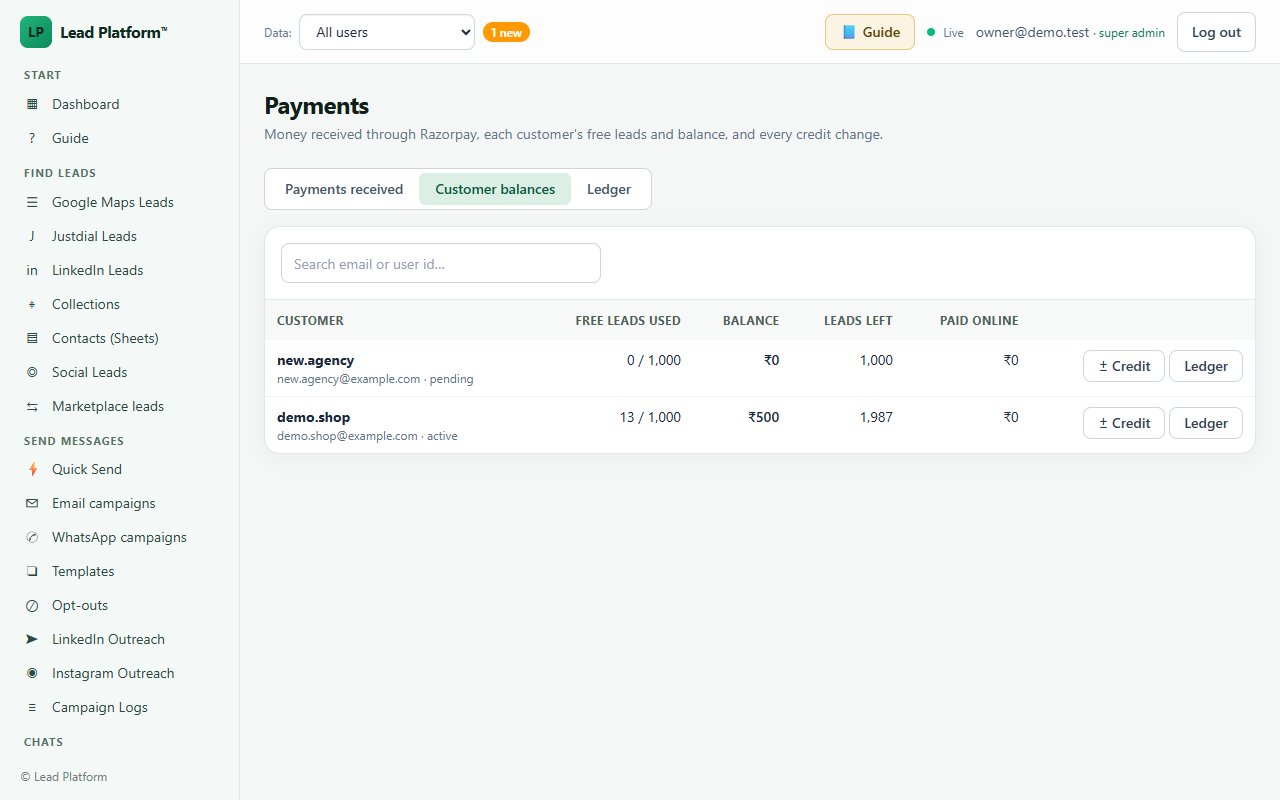 LP Lead Platform™
START
▦ Dashboard
? Guide
FIND LEADS
☰ Google Maps Leads
J Justdial Leads
in LinkedIn Leads
⌖ Collections
▤ Contacts (Sheets)
◎ Social Leads
⇆ Marketplace leads
SEND MESSAGES
⚡ Quick Send
✉ Email campaigns
✆ WhatsApp campaigns
❏ Templates
⊘ Opt-outs
➤ LinkedIn Outreach
◉ Instagram Outreach
≡ Campaign Logs
CHATS
© Lead Platform
Data: All users 1 new
📘 Guide ● Live owner@demo.test · super admin Log out
Payments
Money received through Razorpay, each customer's free leads and balance, and every credit change.
Payments received Customer balances Ledger
Search email or user id…
CUSTOMER FREE LEADS USED BALANCE LEADS LEFT PAID ONLINE
new.agency 0 / 1,000 ₹0 1,000 ₹0 ± Credit Ledger
new.agency@example.com · pending
demo.shop 13 / 1,000 ₹500 1,987 ₹0 ± Credit Ledger
demo.shop@example.com · active